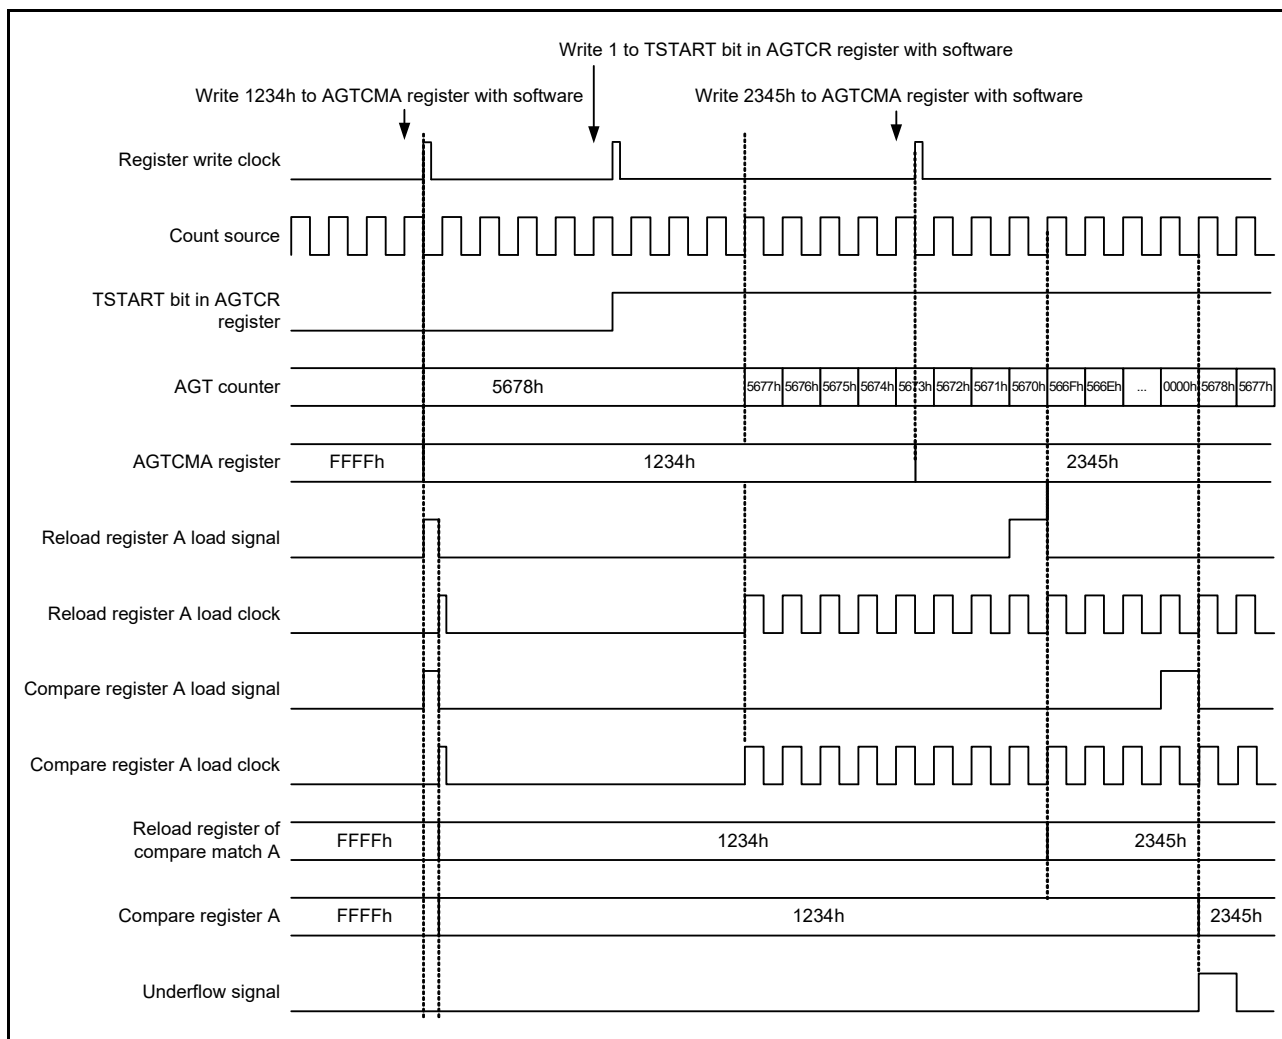 Write 1 to TSTART bit in AGTCR register with software
Write 1234h to AGTCMA register with software
Write 2345h to AGTCMA register with software
Register write clock
Count source
TSTART bit in AGTCR
register
AGT counter
5678h
5677h 5676h 5675h 5674h 5673h 5672h 5671h 5670h 566Fh 566Eh ... 0000h 5678h 5677h
AGTCMA register
FFFFh
1234h
2345h
Reload register A load signal
Reload register A load clock
Compare register A load signal
Compare register A load clock
Reload register of
compare match A
FFFFh
1234h
2345h
Compare register A
FFFFh
1234h
2345h
Underflow signal